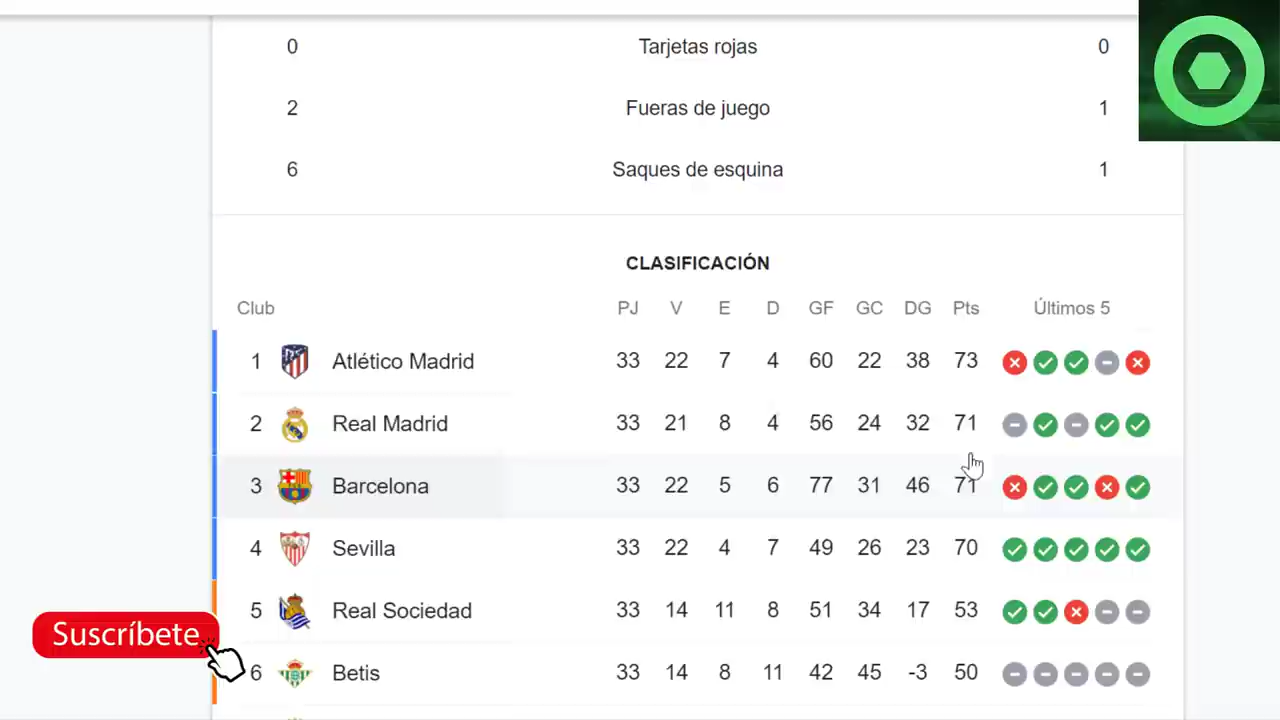 0 Tarjetas rojas 0
2 Fueras de juego 1
6 Saques de esquina 1
CLASIFICACIÓN
Club PJ V E D GF GC DG Pts Últimos 5
1 Atlético Madrid 33 22 7 4 60 22 38 73
2 Real Madrid 33 21 8 4 56 24 32 71
3 Barcelona 33 22 5 6 77 31 46 71
4 Sevilla 33 22 4 7 49 26 23 70
5 Real Sociedad 33 14 11 8 51 34 17 53
Suscríbete
6 Betis 33 14 8 11 42 45 -3 50